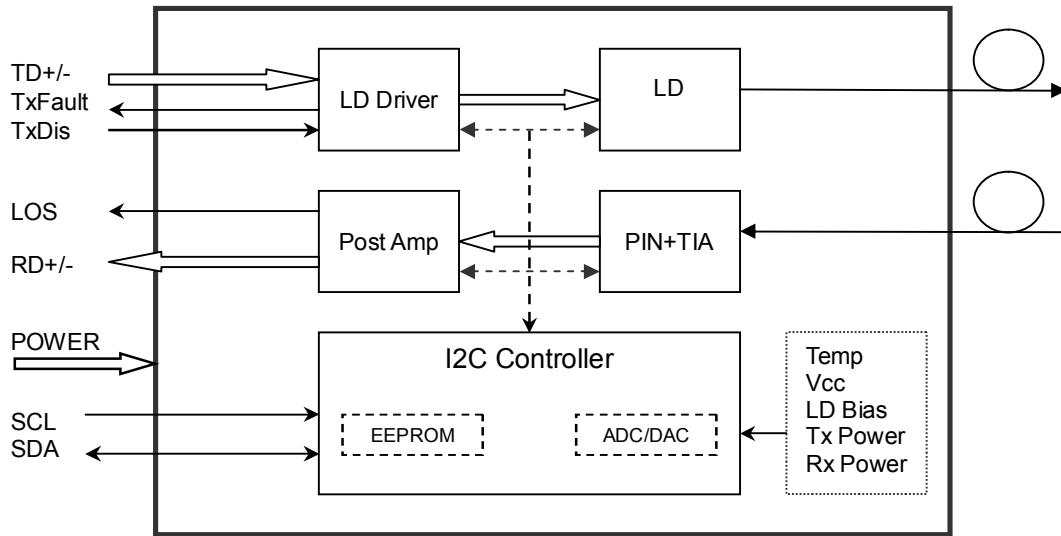 TD+/-
TxFault
TxDis
LD Driver
LD
LOS
RD+/-
Post Amp
PIN+TIA
POWER
SCL
SDA
I2C Controller
EEPROM
ADC/DAC
Temp
Vcc
LD Bias
Tx Power
Rx Power